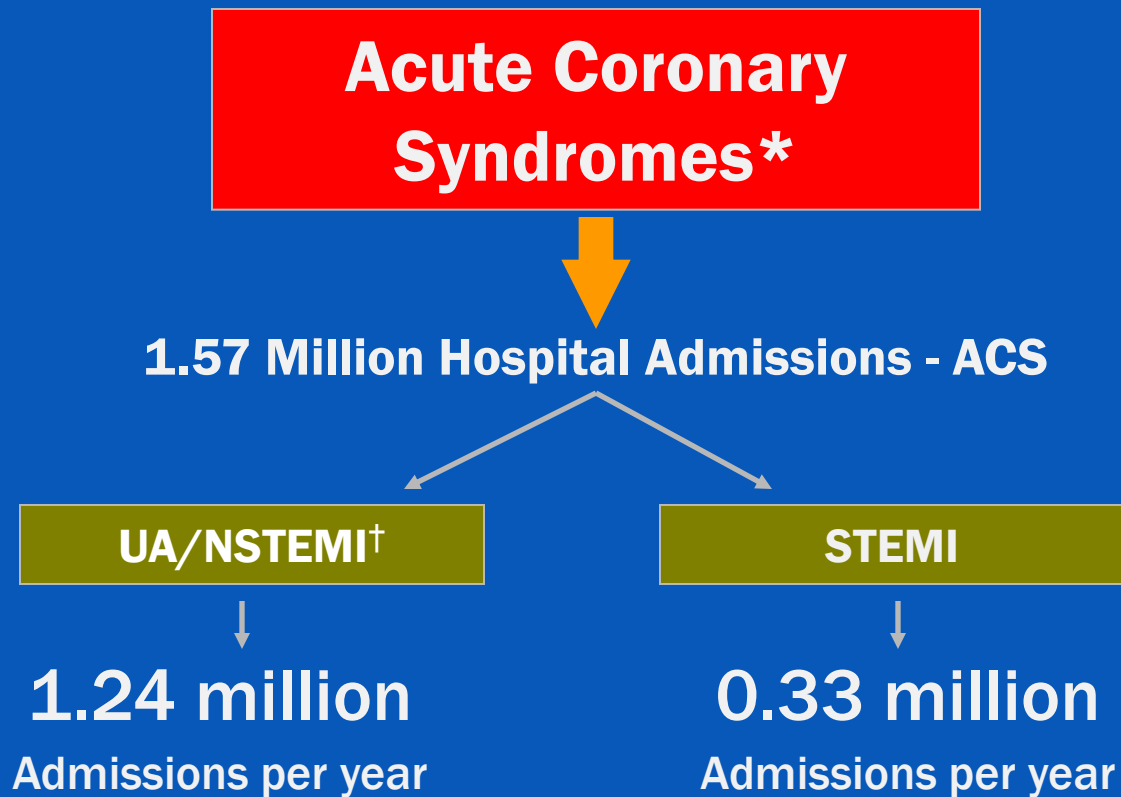 Acute Coronary
Syndromes*
1.57 Million Hospital Admissions - ACS
UA/NSTEMI†
STEMI
1.24 million
Admissions per year
0.33 million
Admissions per year